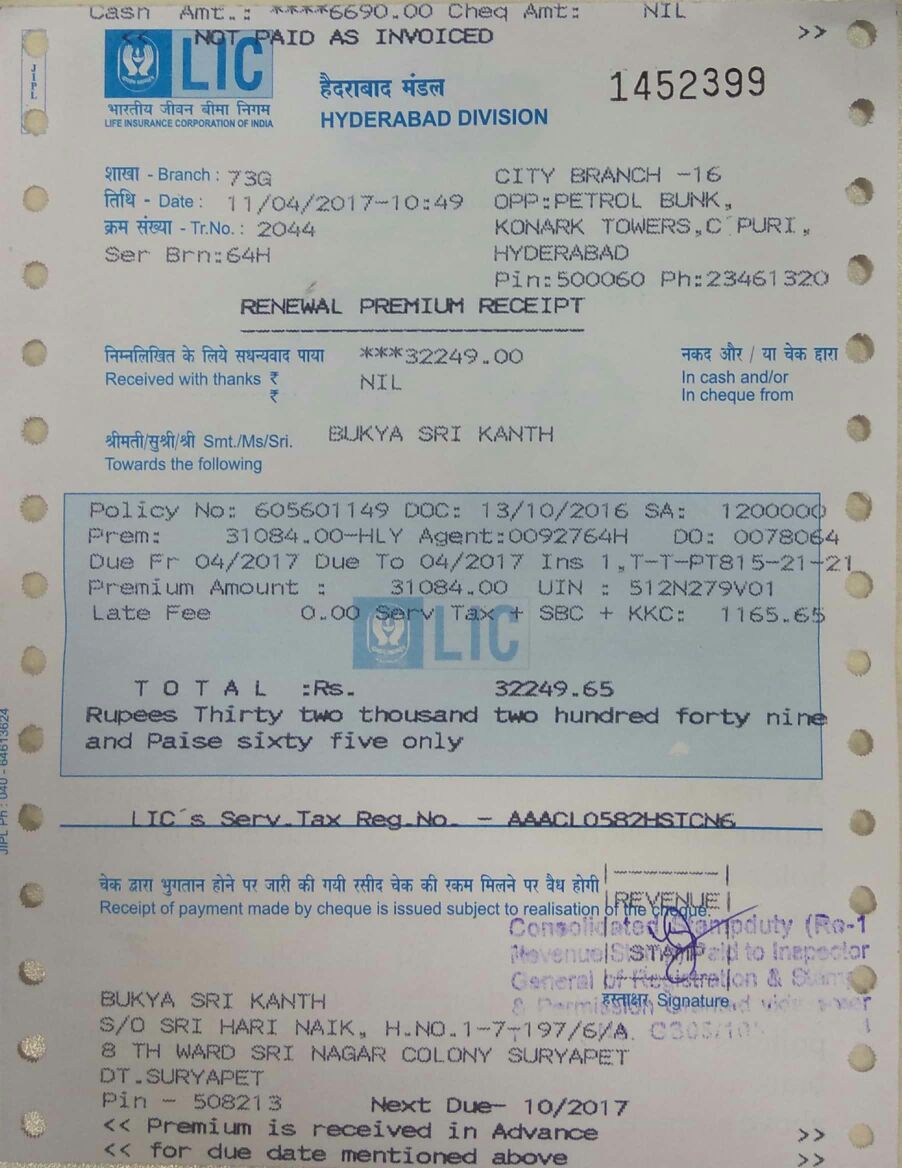 Cash Amt.: ****6690.00 Cheq Amt: NIL
<< NOT PAID AS INVOICED >>
JIPL
LIC
भारतीय जीवन बीमा निगम
LIFE INSURANCE CORPORATION OF INDIA
हैदराबाद मंडल
HYDERABAD DIVISION
1452399
शाखा - Branch : 73G CITY BRANCH -16
तिथि - Date : 11/04/2017-10:49 OPP:PETROL BUNK,
क्रम संख्या - Tr.No. : 2044 KONARK TOWERS,C'PURI,
Ser Brn:64H HYDERABAD
Pin:500060 Ph:23461320
RENEWAL PREMIUM RECEIPT
निम्नलिखित के लिये सधन्यवाद पाया ***32249.00 नकद और / या चेक द्वारा
Received with thanks ₹ NIL In cash and/or
₹ In cheque from
श्रीमती/सुश्री/श्री Smt./Ms/Sri. BUKYA SRI KANTH
Towards the following
Policy No: 605601149 DOC: 13/10/2016 SA: 1200000
Prem: 31084.00-HLY Agent:0092764H DO: 0078064
Due Fr 04/2017 Due To 04/2017 Ins 1,T-T-PT815-21-21
Premium Amount : 31084.00 UIN : 512N279V01
Late Fee 0.00 Serv Tax + SBC + KKC: 1165.65
LIC
T O T A L :Rs. 32249.65
Rupees Thirty two thousand two hundred forty nine
and Paise sixty five only
JIPL Ph : 040 - 64613624
LIC's Serv.Tax Reg.No. - AAACL0582HSTCN6
चेक द्वारा भुगतान होने पर जारी की गयी रसीद चेक की रकम मिलने पर वैध होगी
Receipt of payment made by cheque is issued subject to realisation of the cheque.
|REVENUE|
| STAMP |
Consolidated Stampduty (Rs-1
Revenue Stamp Paid to Inspector
General of Registration & Stamps
& Permission
हस्ताक्षर Signature
BUKYA SRI KANTH
S/O SRI HARI NAIK, H.NO.1-7-197/6/A,
8 TH WARD SRI NAGAR COLONY SURYAPET
DT.SURYAPET
Pin - 508213 Next Due- 10/2017
<< Premium is received in Advance >>
<< for due date mentioned above >>